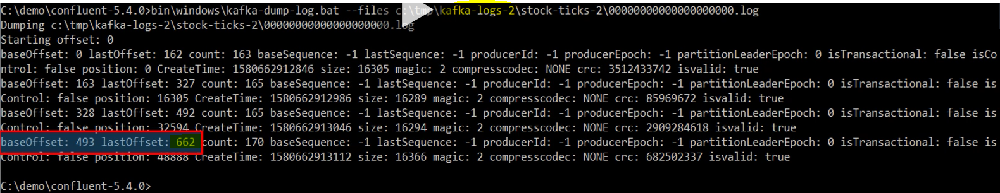 C:\demo\confluent-5.4.0>bin\windows\kafka-dump-log.bat --files c:\tmp\kafka-logs-2\stock-ticks-2\00000000000000000000.log
Dumping c:\tmp\kafka-logs-2\stock-ticks-2\00000000000000000000.log
Starting offset: 0
baseOffset: 0 lastOffset: 162 count: 163 baseSequence: -1 lastSequence: -1 producerId: -1 producerEpoch: -1 partitionLeaderEpoch: 0 isTransactional: false isCo
ntrol: false position: 0 CreateTime: 1580662912846 size: 16305 magic: 2 compresscodec: NONE crc: 3512433742 isvalid: true
baseOffset: 163 lastOffset: 327 count: 165 baseSequence: -1 lastSequence: -1 producerId: -1 producerEpoch: -1 partitionLeaderEpoch: 0 isTransactional: false is
Control: false position: 16305 CreateTime: 1580662912986 size: 16289 magic: 2 compresscodec: NONE crc: 85969672 isvalid: true
baseOffset: 328 lastOffset: 492 count: 165 baseSequence: -1 lastSequence: -1 producerId: -1 producerEpoch: -1 partitionLeaderEpoch: 0 isTransactional: false is
Control: false position: 32594 CreateTime: 1580662913046 size: 16294 magic: 2 compresscodec: NONE crc: 2909284618 isvalid: true
baseOffset: 493 lastOffset: 662 count: 170 baseSequence: -1 lastSequence: -1 producerId: -1 producerEpoch: -1 partitionLeaderEpoch: 0 isTransactional: false is
Control: false position: 48888 CreateTime: 1580662913112 size: 16366 magic: 2 compresscodec: NONE crc: 682502337 isvalid: true
C:\demo\confluent-5.4.0>